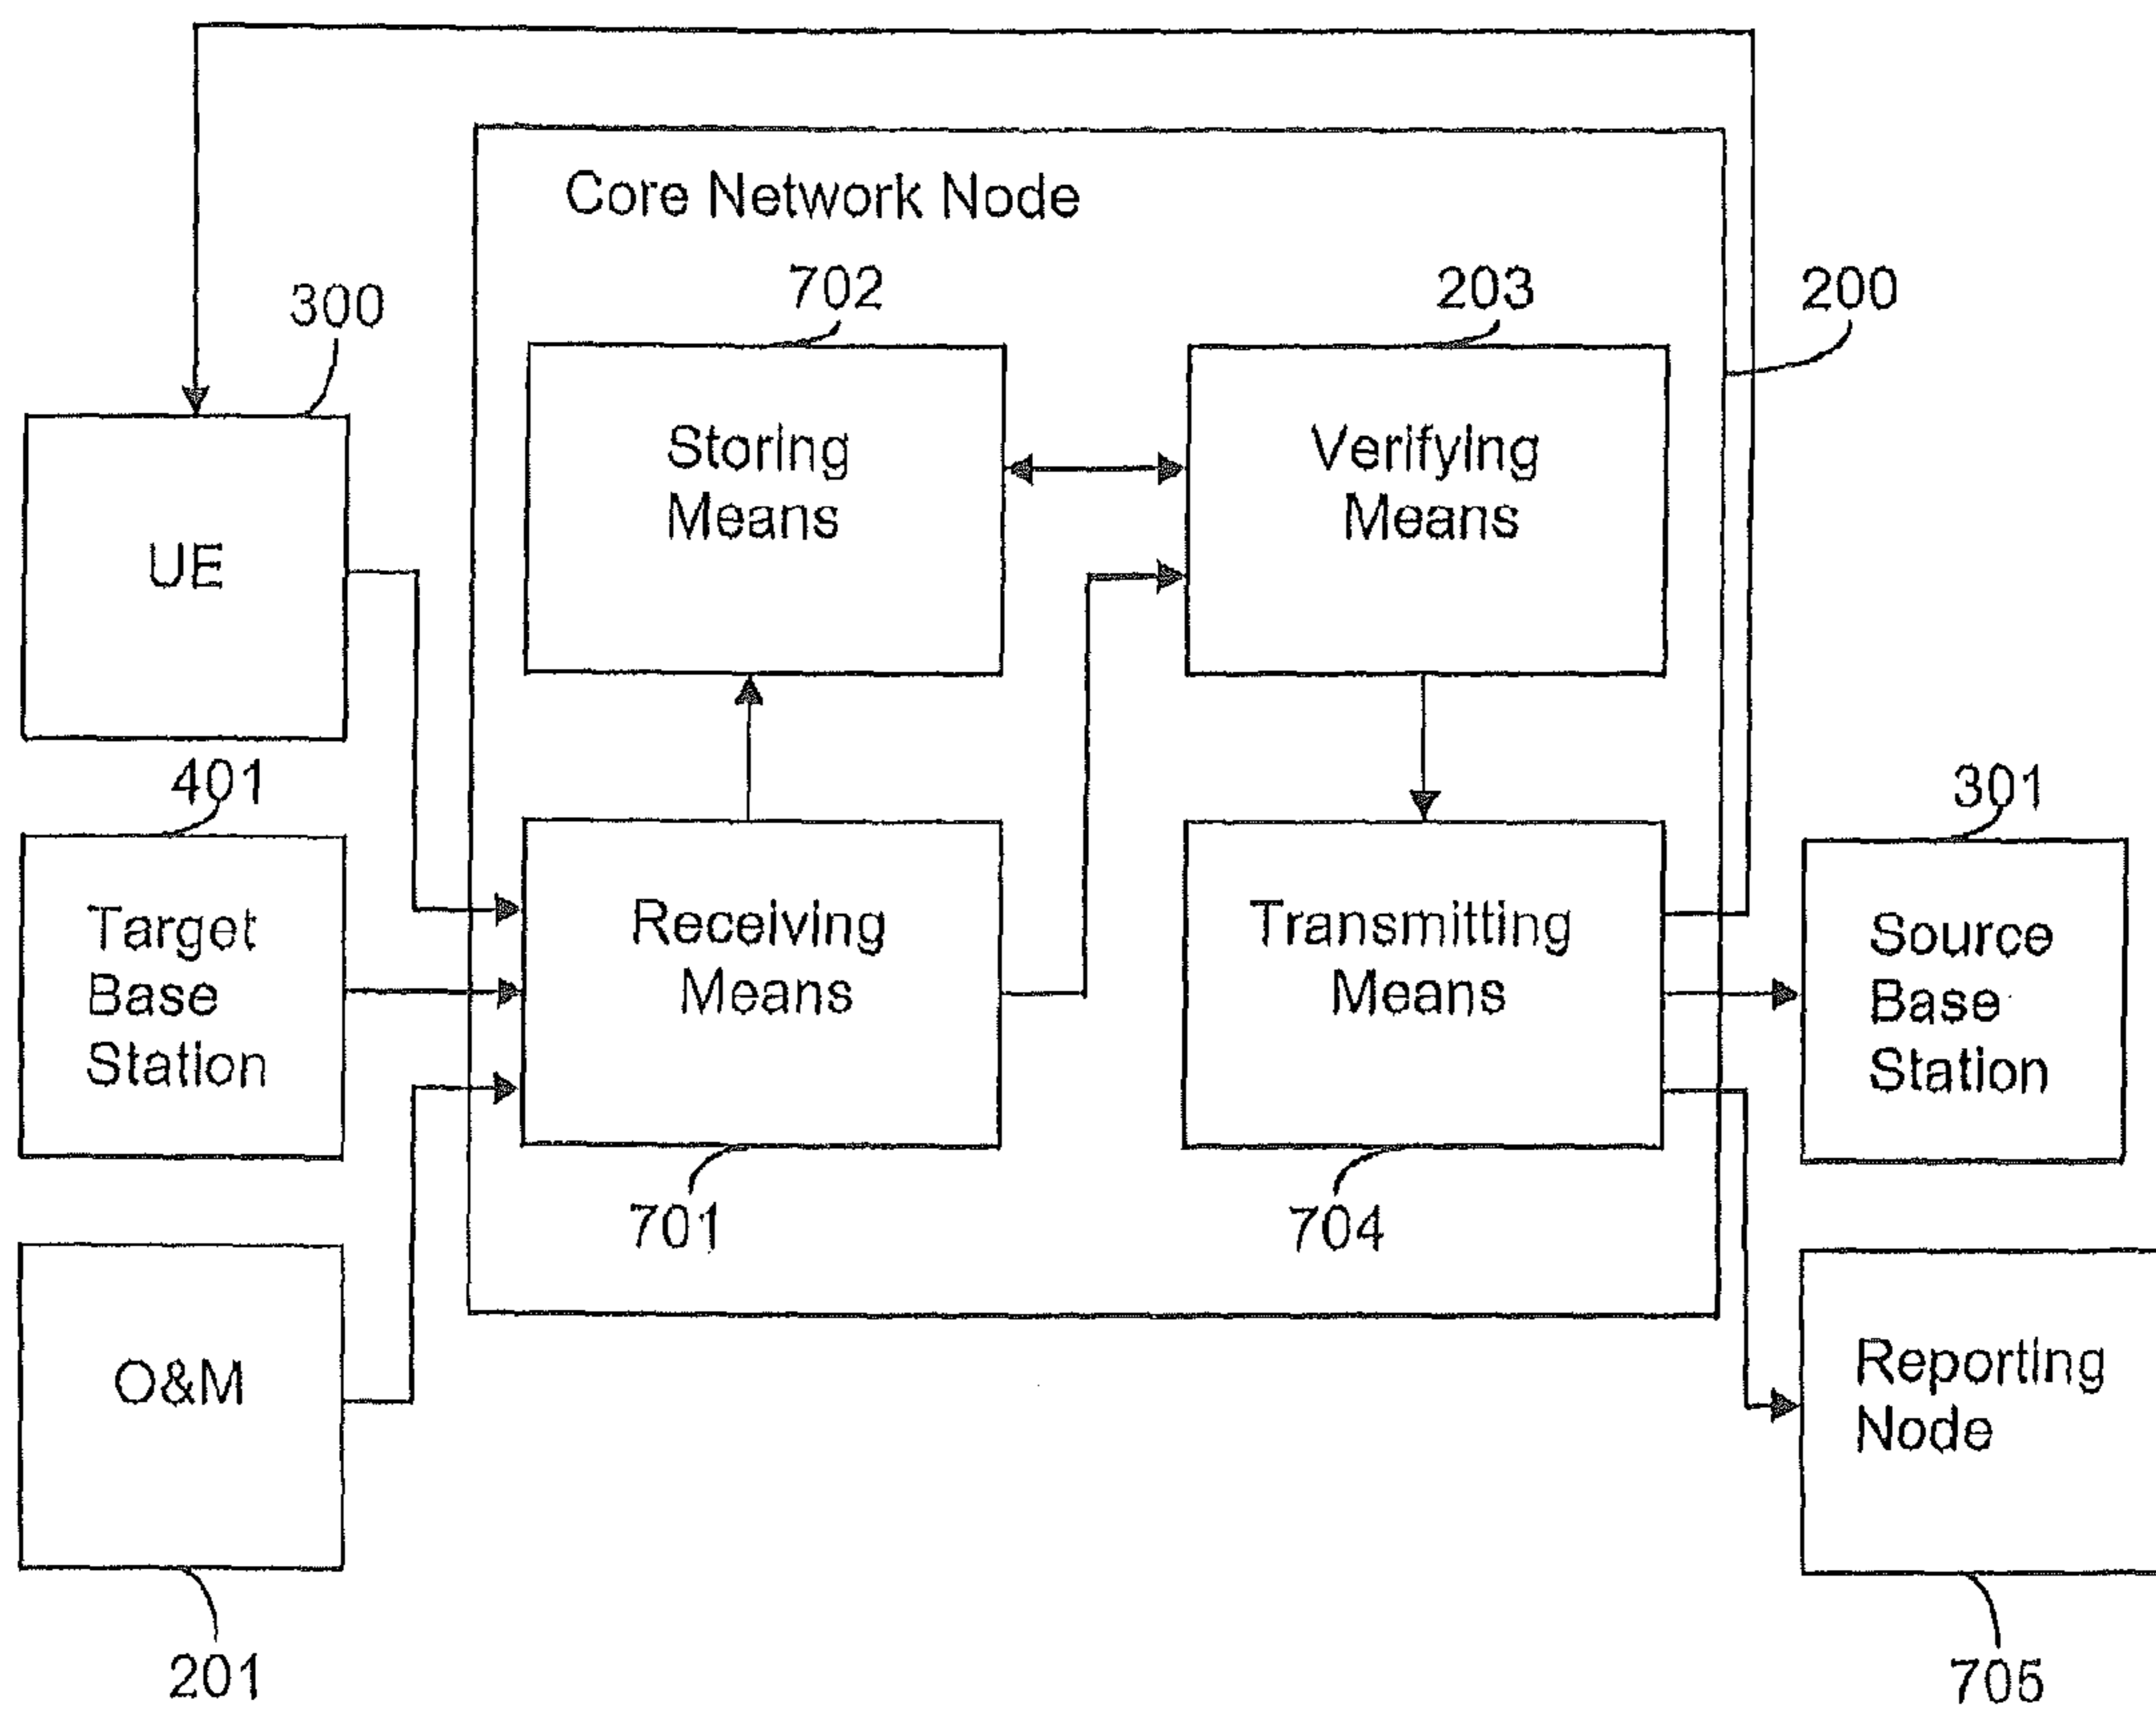 Core Network Node
702
203
200
300
Storing
Means
Verifying
Means
UE
401
301
Target
Base
Station
Receiving
Means
Transmitting
Means
Source
Base
Station
701
704
O&M
Reporting
Node
201
705